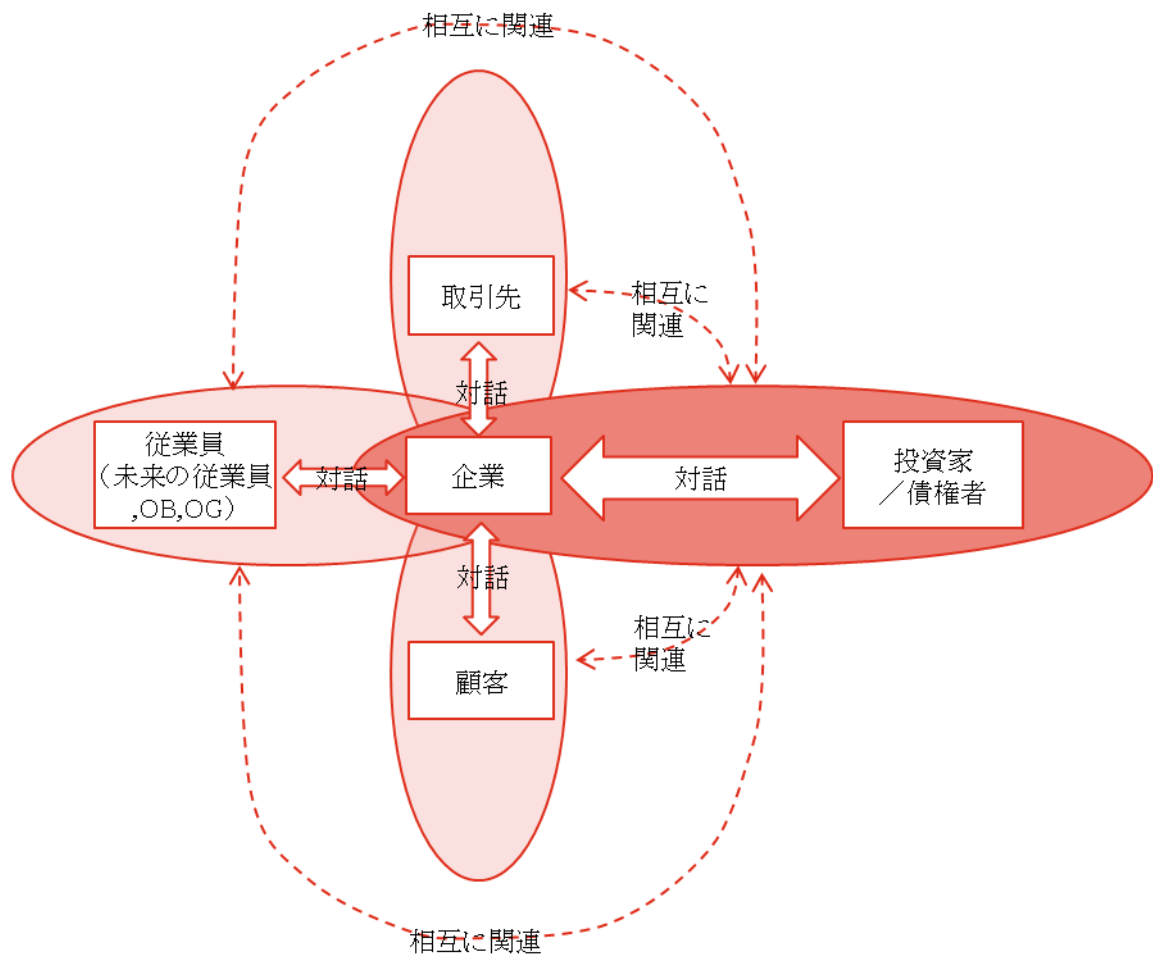 相互に関連
取引先
相互に
関連
対話
従業員
（未来の従業員
,OB,OG）
対話
企業
対話
投資家
／債権者
対話
相互に
関連
顧客
相互に関連